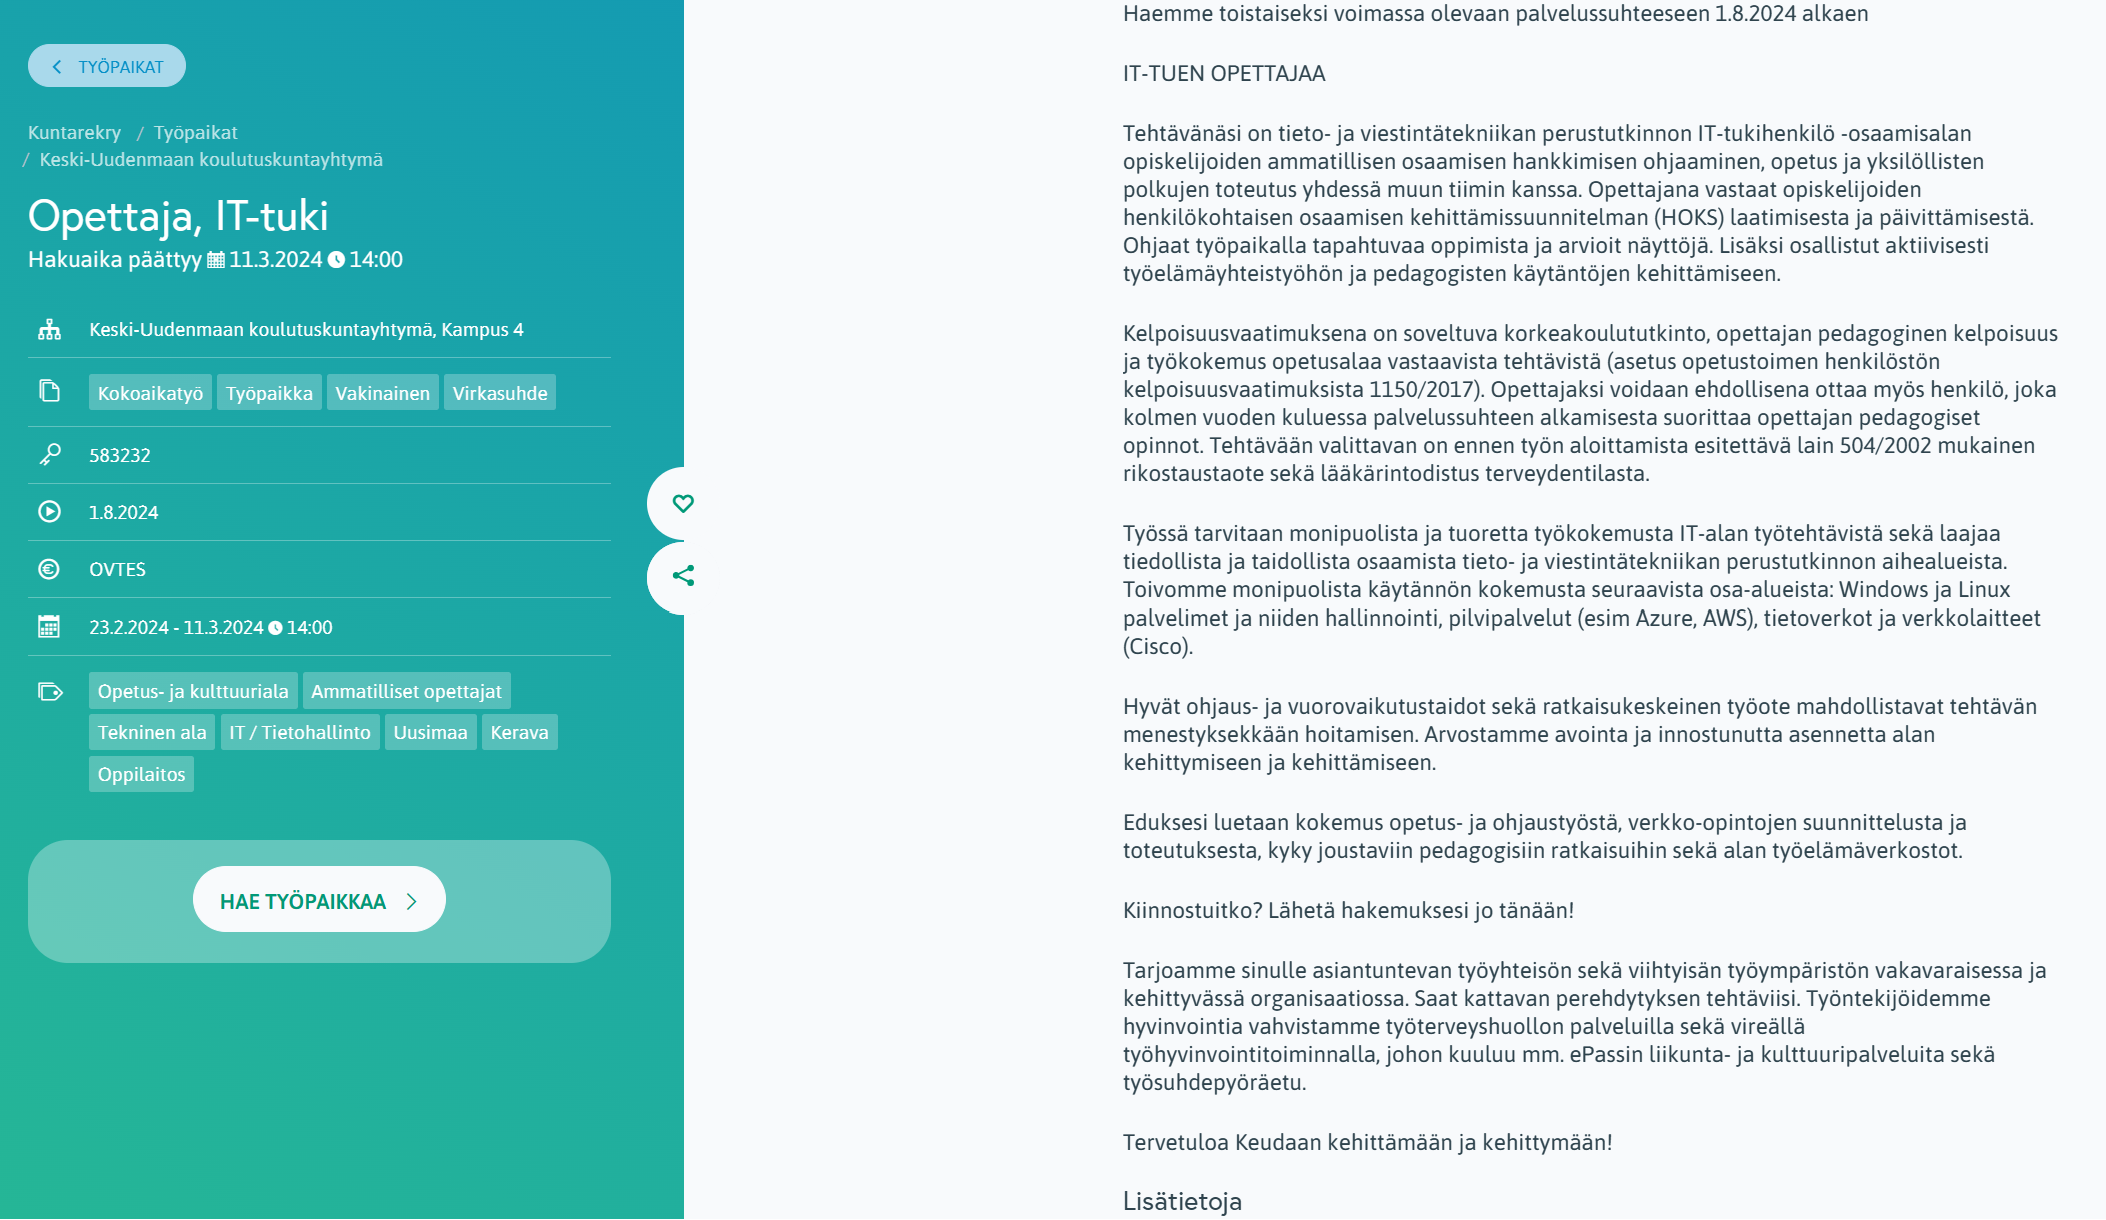 TYÖPAIKAT
Kuntarekry / Työpaikat
/ Keski-Uudenmaan koulutuskuntayhtymä
Opettaja, IT-tuki
Hakuaika päättyy 11.3.2024 14:00
Keski-Uudenmaan koulutuskuntayhtymä, Kampus 4
Kokoaikatyö Työpaikka Vakinainen Virkasuhde
583232
1.8.2024
OVTES
23.2.2024 - 11.3.2024 14:00
Opetus- ja kulttuuriala Ammatilliset opettajat
Tekninen ala IT / Tietohallinto Uusimaa Kerava
Oppilaitos
HAE TYÖPAIKKAA
Haemme toistaiseksi voimassa olevaan palvelussuhteeseen 1.8.2024 alkaen
IT-TUEN OPETTAJAA
Tehtävänäsi on tieto- ja viestintätekniikan perustutkinnon IT-tukihenkilö -osaamisalan
opiskelijoiden ammatillisen osaamisen hankkimisen ohjaaminen, opetus ja yksilöllisten
polkujen toteutus yhdessä muun tiimin kanssa. Opettajana vastaat opiskelijoiden
henkilökohtaisen osaamisen kehittämissuunnitelman (HOKS) laatimisesta ja päivittämisestä.
Ohjaat työpaikalla tapahtuvaa oppimista ja arvioit näyttöjä. Lisäksi osallistut aktiivisesti
työelämäyhteistyöhön ja pedagogisten käytäntöjen kehittämiseen.
Kelpoisuusvaatimuksena on soveltuva korkeakoulututkinto, opettajan pedagoginen kelpoisuus
ja työkokemus opetusalaa vastaavista tehtävistä (asetus opetustoimen henkilöstön
kelpoisuusvaatimuksista 1150/2017). Opettajaksi voidaan ehdollisena ottaa myös henkilö, joka
kolmen vuoden kuluessa palvelussuhteen alkamisesta suorittaa opettajan pedagogiset
opinnot. Tehtävään valittavan on ennen työn aloittamista esitettävä lain 504/2002 mukainen
rikostaustaote sekä lääkärintodistus terveydentilasta.
Työssä tarvitaan monipuolista ja tuoretta työkokemusta IT-alan työtehtävistä sekä laajaa
tiedollista ja taidollista osaamista tieto- ja viestintätekniikan perustutkinnon aihealueista.
Toivomme monipuolista käytännön kokemusta seuraavista osa-alueista: Windows ja Linux
palvelimet ja niiden hallinnointi, pilvipalvelut (esim Azure, AWS), tietoverkot ja verkkolaitteet
(Cisco).
Hyvät ohjaus- ja vuorovaikutustaidot sekä ratkaisukeskeinen työote mahdollistavat tehtävän
menestyksekkään hoitamisen. Arvostamme avointa ja innostunutta asennetta alan
kehittymiseen ja kehittämiseen.
Eduksesi luetaan kokemus opetus- ja ohjaustyöstä, verkko-opintojen suunnittelusta ja
toteutuksesta, kyky joustaviin pedagogisiin ratkaisuihin sekä alan työelämäverkostot.
Kiinnostuitko? Lähetä hakemuksesi jo tänään!
Tarjoamme sinulle asiantuntevan työyhteisön sekä viihtyisän työympäristön vakavaraisessa ja
kehittyvässä organisaatiossa. Saat kattavan perehdytyksen tehtäviisi. Työntekijöidemme
hyvinvointia vahvistamme työterveyshuollon palveluilla sekä vireällä
työhyvinvointitoiminnalla, johon kuuluu mm. ePassin liikunta- ja kulttuuripalveluita sekä
työsuhdepyöräetu.
Tervetuloa Keudaan kehittämään ja kehittymään!
Lisätietoja